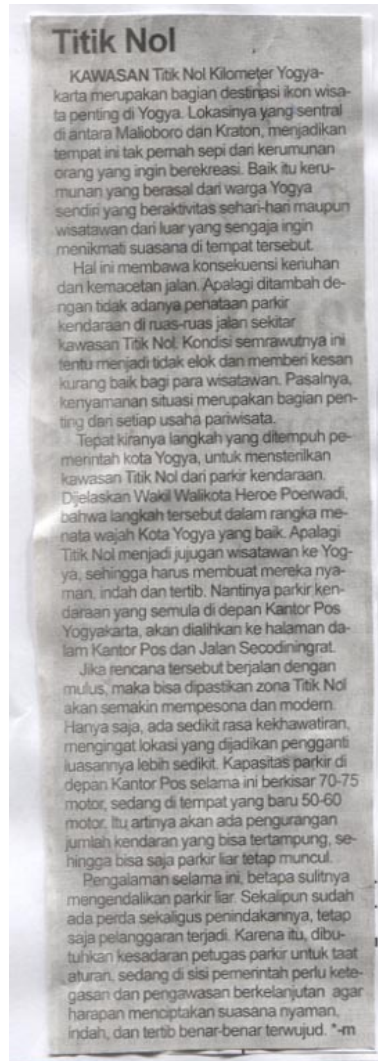 Titik Nol
KAWASAN Titik Nol Kilometer Yogya-
karta merupakan bagian destinasi ikon wisa-
ta penting di Yogya. Lokasinya yang sentral
di antara Malioboro dan Kraton, menjadikan
tempat ini tak pernah sepi dari kerumunan
orang yang ingin berekreasi. Baik itu keru-
munan yang berasal dari warga Yogya
sendiri yang beraktivitas sehari-hari maupun
wisatawan dari luar yang sengaja ingin
menikmati suasana di tempat tersebut.
Hal ini membawa konsekuensi keriuhan
dan kemacetan jalan. Apalagi ditambah de-
ngan tidak adanya penataan parkir
kendaraan di ruas-ruas jalan sekitar
kawasan Titik Nol. Kondisi semrawutnya ini
tentu menjadi tidak elok dan memberi kesan
kurang baik bagi para wisatawan. Pasalnya,
kenyamanan situasi merupakan bagian pen-
ting dari setiap usaha pariwisata.
Tepat kiranya langkah yang ditempuh pe-
merintah kota Yogya, untuk mensterilkan
kawasan Titik Nol dari parkir kendaraan.
Dijelaskan Wakil Walikota Heroe Poerwadi,
bahwa langkah tersebut dalam rangka me-
nata wajah Kota Yogya yang baik. Apalagi
Titik Nol menjadi jujugan wisatawan ke Yog-
ya, sehingga harus membuat mereka nya-
man, indah dan tertib. Nantinya parkir ken-
daraan yang semula di depan Kantor Pos
Yogyakarta, akan dialihkan ke halaman da-
lam Kantor Pos dan Jalan Secodiningrat.
Jika rencana tersebut berjalan dengan
mulus, maka bisa dipastikan zona Titik Nol
akan semakin mempesona dan modern.
Hanya saja, ada sedikit rasa kekhawatiran,
mengingat lokasi yang dijadikan pengganti
luasannya lebih sedikit. Kapasitas parkir di
depan Kantor Pos selama ini berkisar 70-75
motor, sedang di tempat yang baru 50-60
motor. Itu artinya akan ada pengurangan
jumlah kendaran yang bisa tertampung, se-
hingga bisa saja parkir liar tetap muncul.
Pengalaman selama ini, betapa sulitnya
mengendalikan parkir liar. Sekalipun sudah
ada perda sekaligus penindakannya, tetap
saja pelanggaran terjadi. Karena itu, dibu-
tuhkan kesadaran petugas parkir untuk taat
aturan, sedang di sisi pemerintah perlu kete-
gasan dan pengawasan berkelanjutan agar
harapan menciptakan suasana nyaman,
indah, dan tertib benar-benar terwujud. *-m